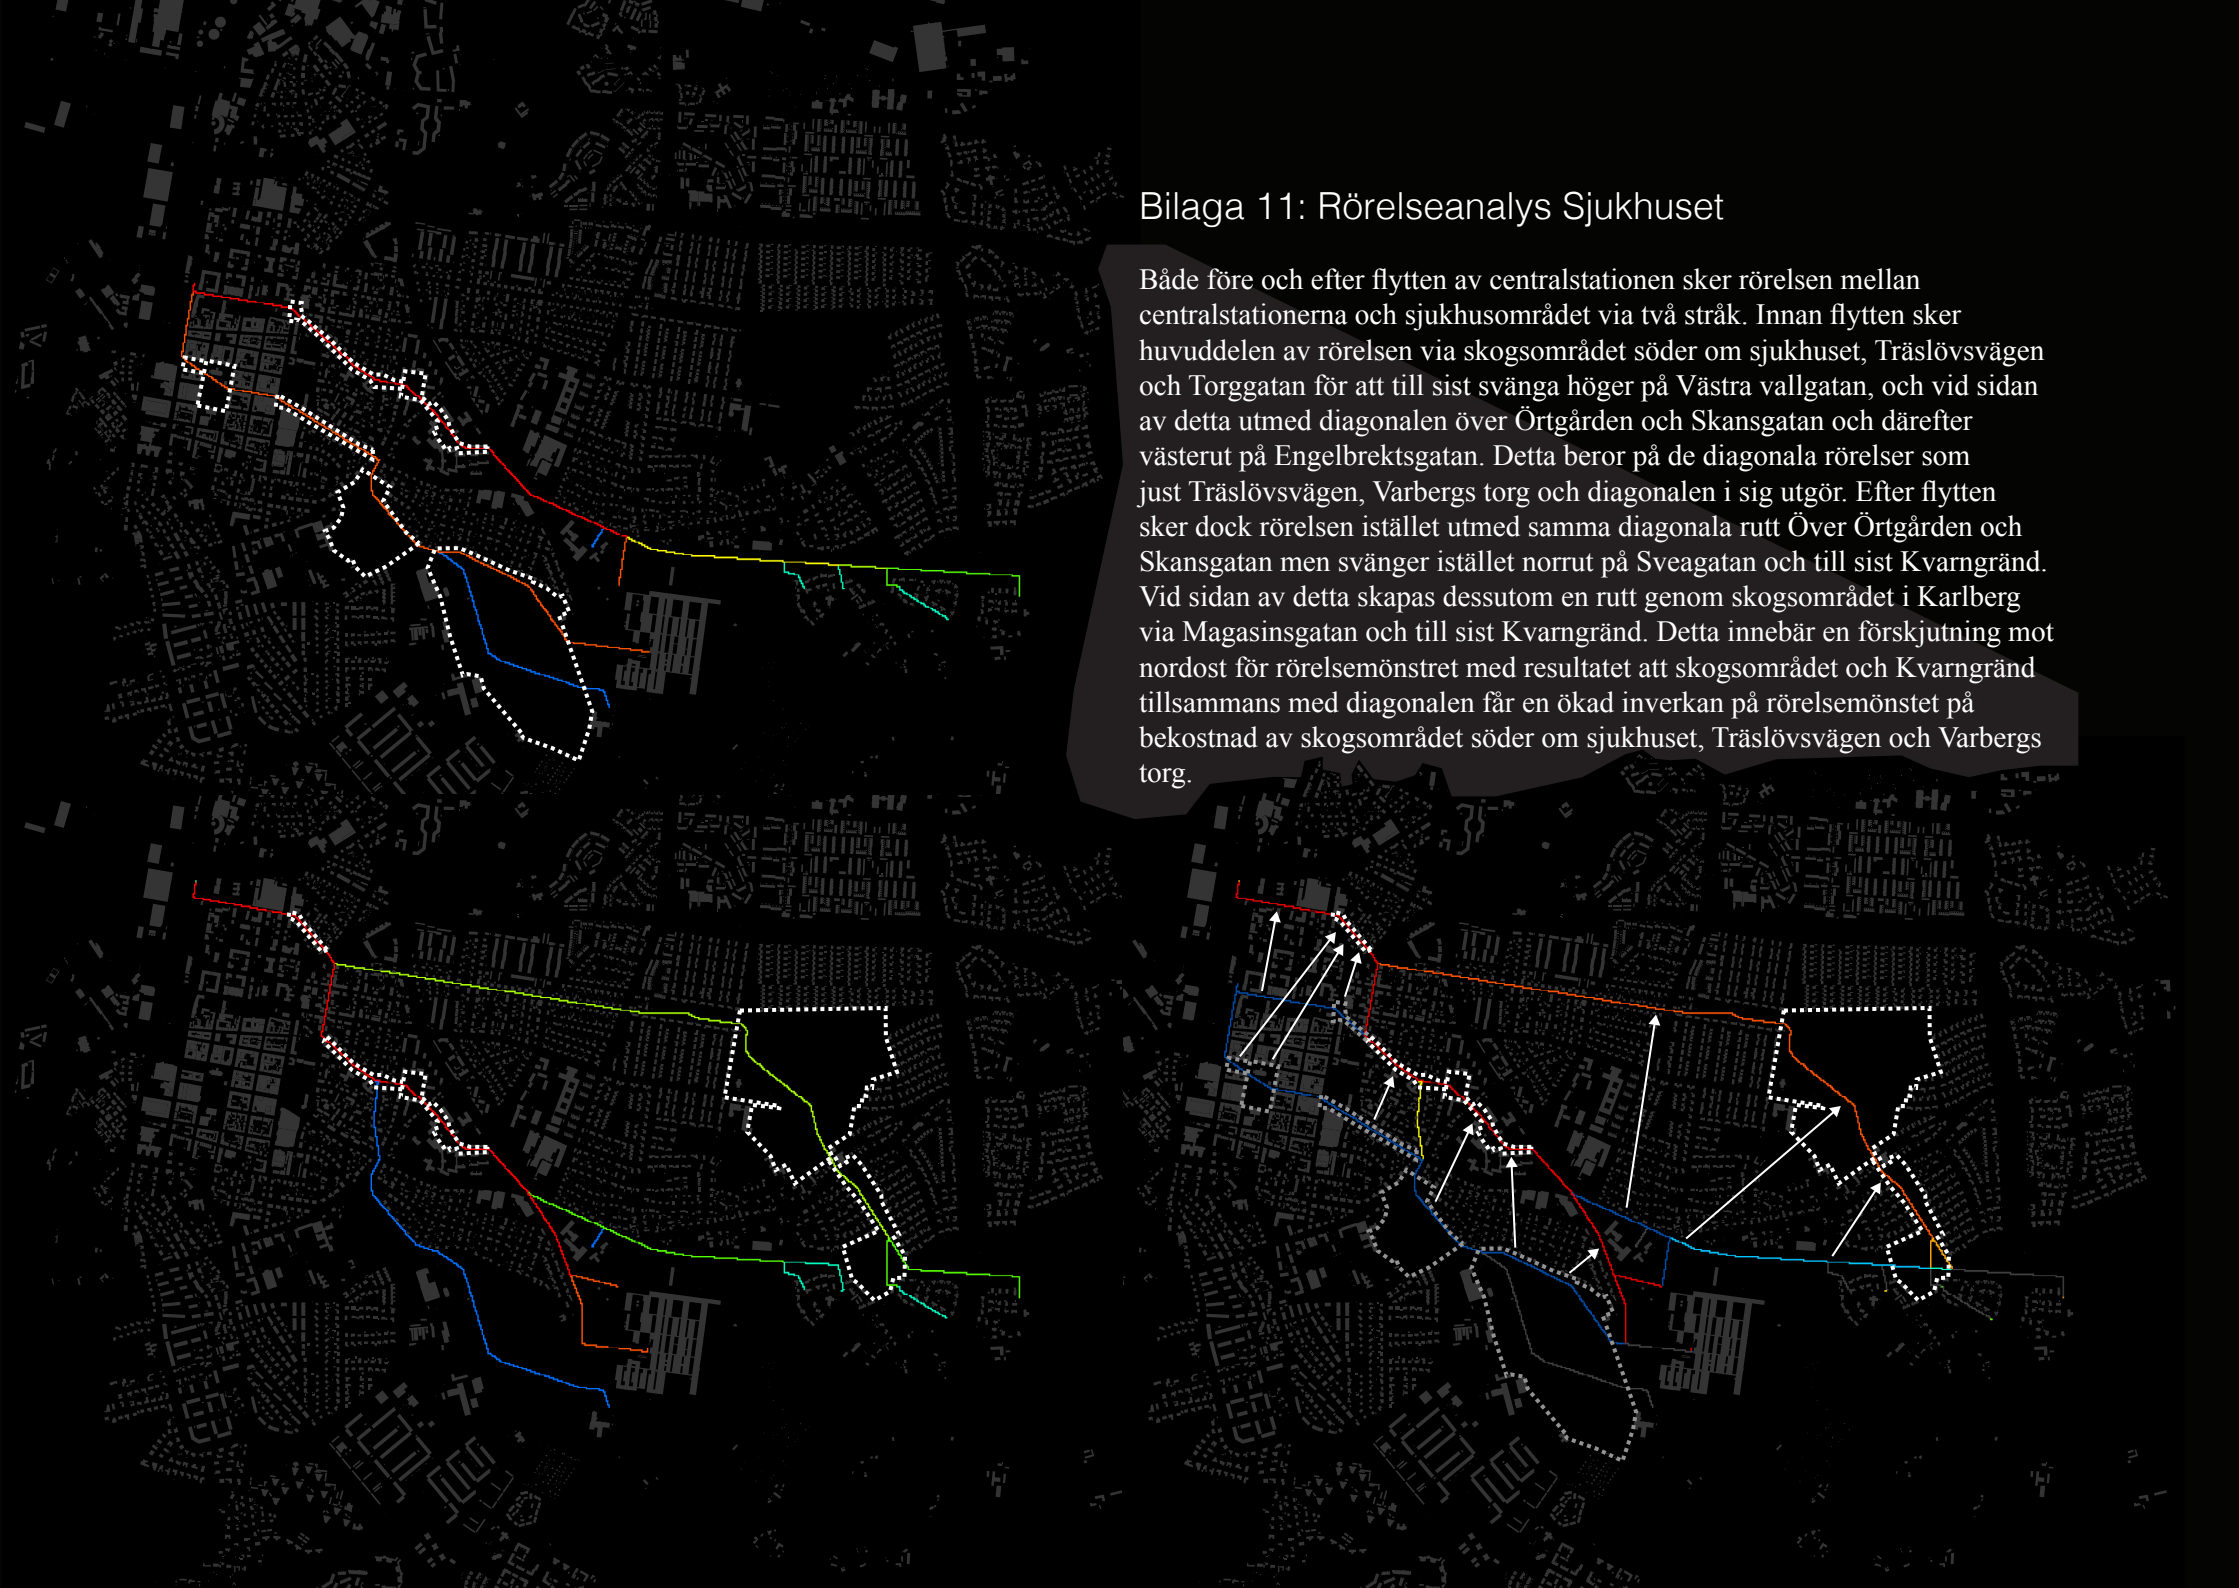 Bilaga 11: Rörelseanalys Sjukhuset
Både före och efter flytten av centralstationen sker rörelsen mellan
centralstationerna och sjukhusområdet via två stråk. Innan flytten sker
huvuddelen av rörelsen via skogsområdet söder om sjukhuset, Träslövsvägen
och Torggatan för att till sist svänga höger på Västra vallgatan, och vid sidan
av detta utmed diagonalen över Örtgården och Skansgatan och därefter
västerut på Engelbrektsgatan. Detta beror på de diagonala rörelser som
just Träslövsvägen, Varbergs torg och diagonalen i sig utgör. Efter flytten
sker dock rörelsen istället utmed samma diagonala rutt Över Örtgården och
Skansgatan men svänger istället norrut på Sveagatan och till sist Kvarngränd.
Vid sidan av detta skapas dessutom en rutt genom skogsområdet i Karlberg
via Magasinsgatan och till sist Kvarngränd. Detta innebär en förskjutning mot
nordost för rörelsemönstret med resultatet att skogsområdet och Kvarngränd
tillsammans med diagonalen får en ökad inverkan på rörelsemönstet på
bekostnad av skogsområdet söder om sjukhuset, Träslövsvägen och Varbergs
torg.